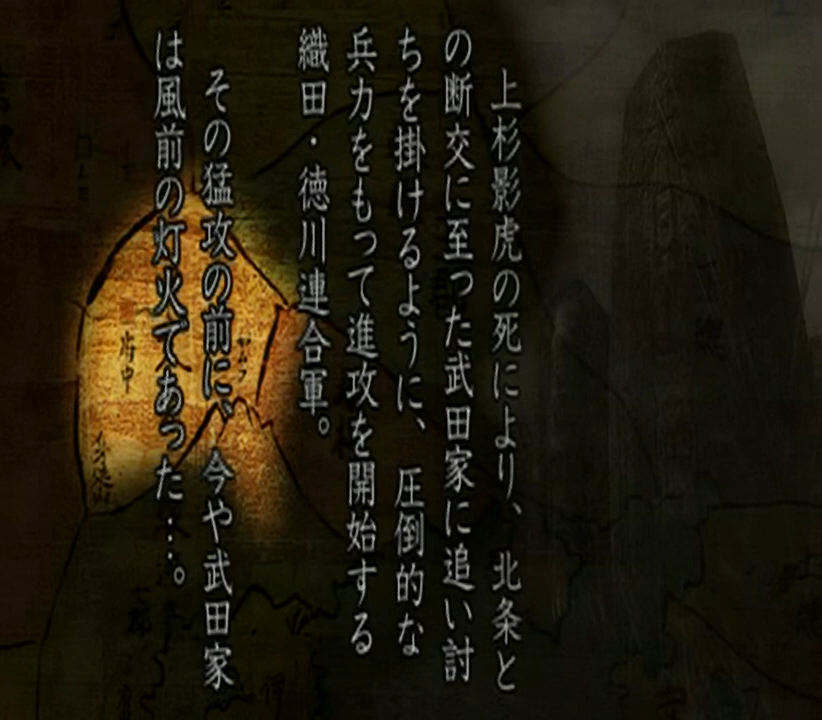 上杉影虎の死により、北条と
の断交に至った武田家に追い討
ちを掛けるように、圧倒的な
兵力をもって進攻を開始する
織田・徳川連合軍。
その猛攻の前に、今や武田家
は風前の灯火であった…。
府中